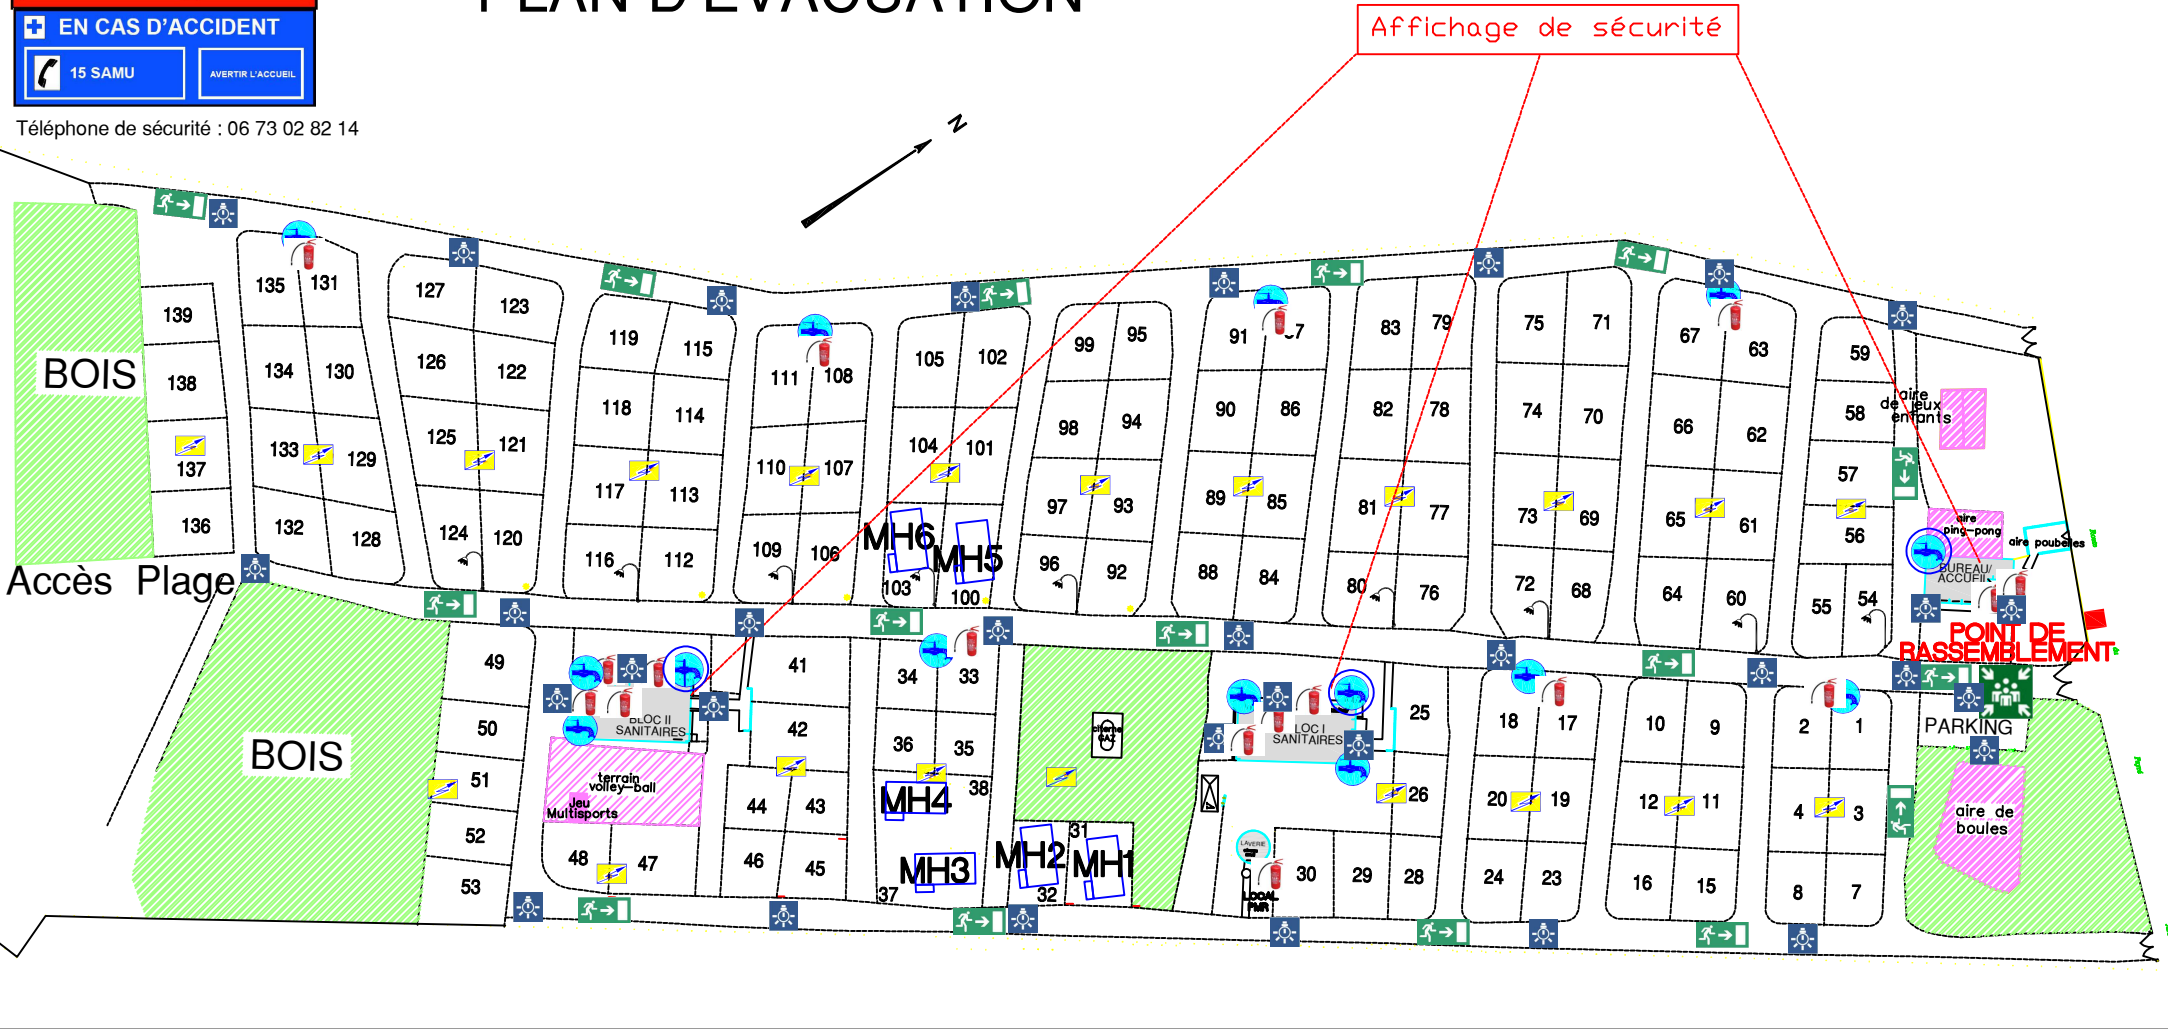 PLAN D'EVACUATION
EN CAS D'ACCIDENT
15 SAMU
AVERTIR L'ACCUEIL
Téléphone de sécurité : 06 73 02 82 14
Affichage de sécurité
N
135 131
127 123
119 115
111 108
105 102
99 95
91
83 79
75 71
67 63
59
139
138
137
136
134 130
133 129
132 128
126 122
125 121
124 120
118 114
117 113
116 112
110 107
109 106
104 101
MH6
MH5
103
100
98 94
97 93
96 92
90 86
89 85
88 84
82 78
81 77
80 76
74 70
73 69
72 68
66 62
65 61
64 60
58
57
56
55 54
aire
de jeux
enfants
aire
ping-pong
aire poubelles
BUREAU/
ACCUEIL
BOIS
Accès Plage
BOIS
POINT DE
RASSEMBLEMENT
PARKING
aire de
boules
49
50
51
52
53
BLOC II
SANITAIRES
terrain
volley-ball
Jeu
Multisports
48 47
41
42
44 43
46 45
34 33
36 35
38
MH4
MH3
37
citerne
GAZ
31
MH2
MH1
32
LOC I
SANITAIRES
LAVERIE
LOCAL
PMR
25
26
30 29 28
18 17
20 19
24 23
10 9
12 11
16 15
2 1
4 3
8 7